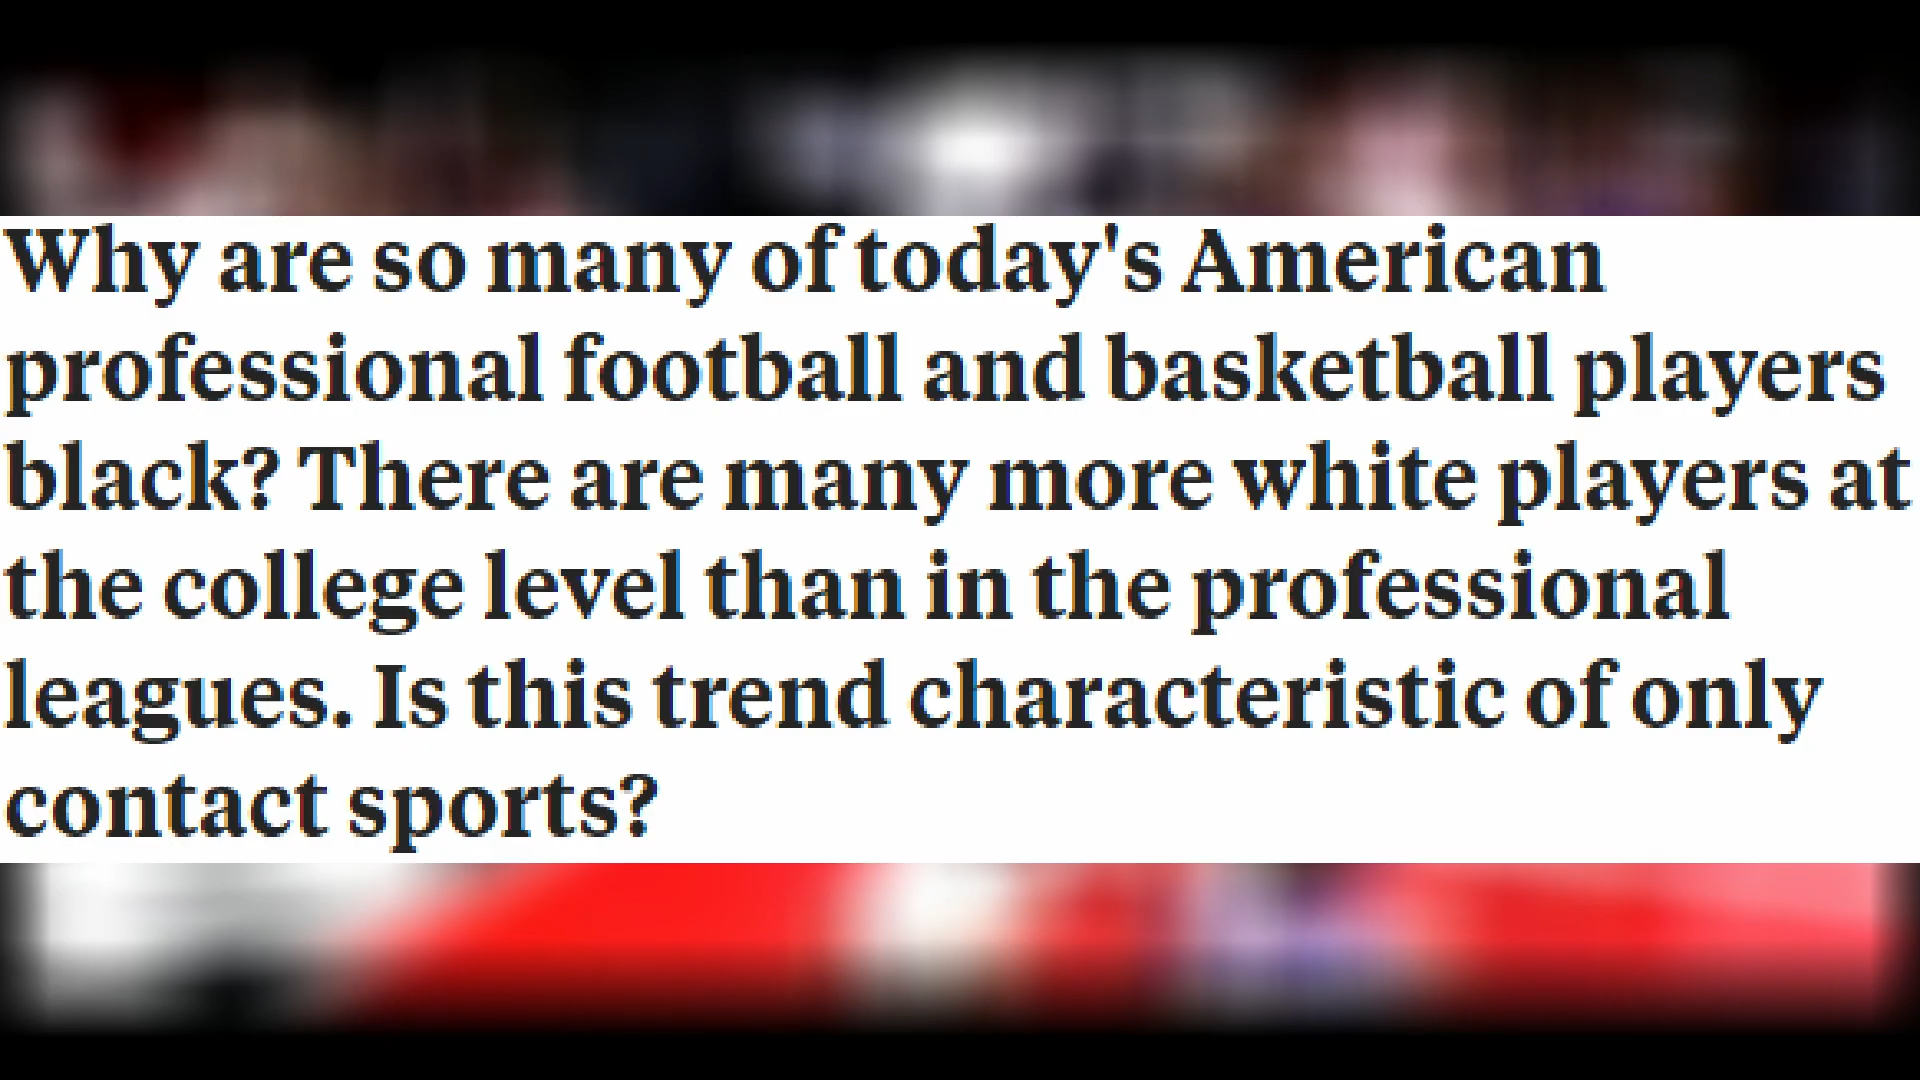 Why are so many of today's American
professional football and basketball players
black? There are many more white players at
the college level than in the professional
leagues. Is this trend characteristic of only
contact sports?